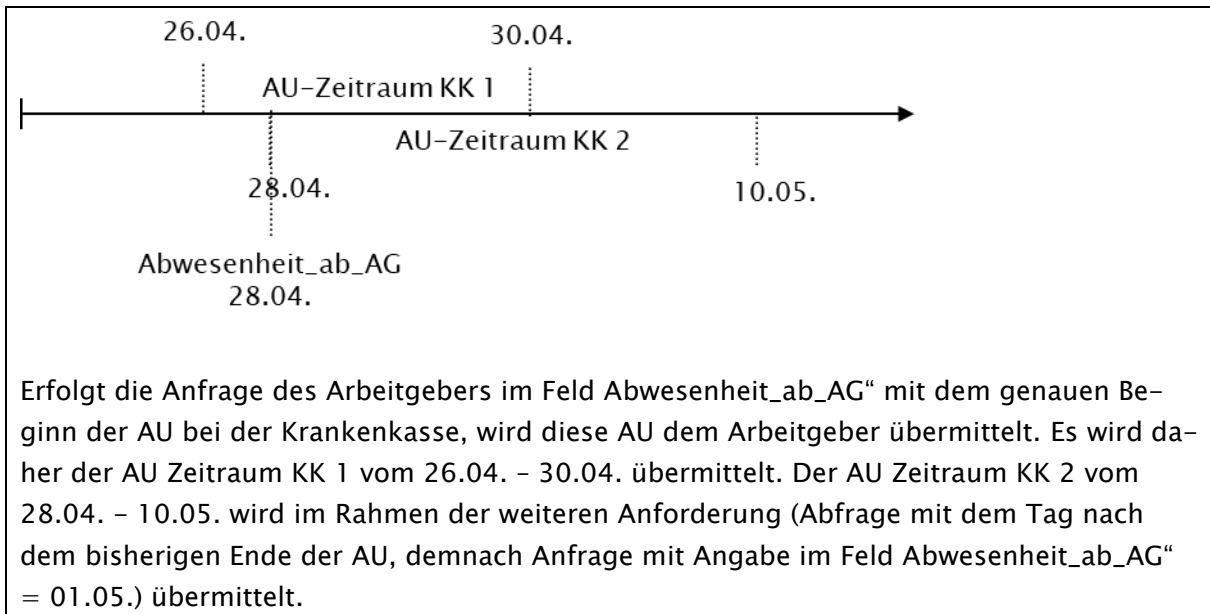 26.04.
30.04.
AU-Zeitraum KK 1
AU-Zeitraum KK 2
28.04.
10.05.
Abwesenheit_ab_AG
28.04.
Erfolgt die Anfrage des Arbeitgebers im Feld Abwesenheit_ab_AG“ mit dem genauen Be-
ginn der AU bei der Krankenkasse, wird diese AU dem Arbeitgeber übermittelt. Es wird da-
her der AU Zeitraum KK 1 vom 26.04. – 30.04. übermittelt. Der AU Zeitraum KK 2 vom
28.04. – 10.05. wird im Rahmen der weiteren Anforderung (Abfrage mit dem Tag nach
dem bisherigen Ende der AU, demnach Anfrage mit Angabe im Feld Abwesenheit_ab_AG“
= 01.05.) übermittelt.